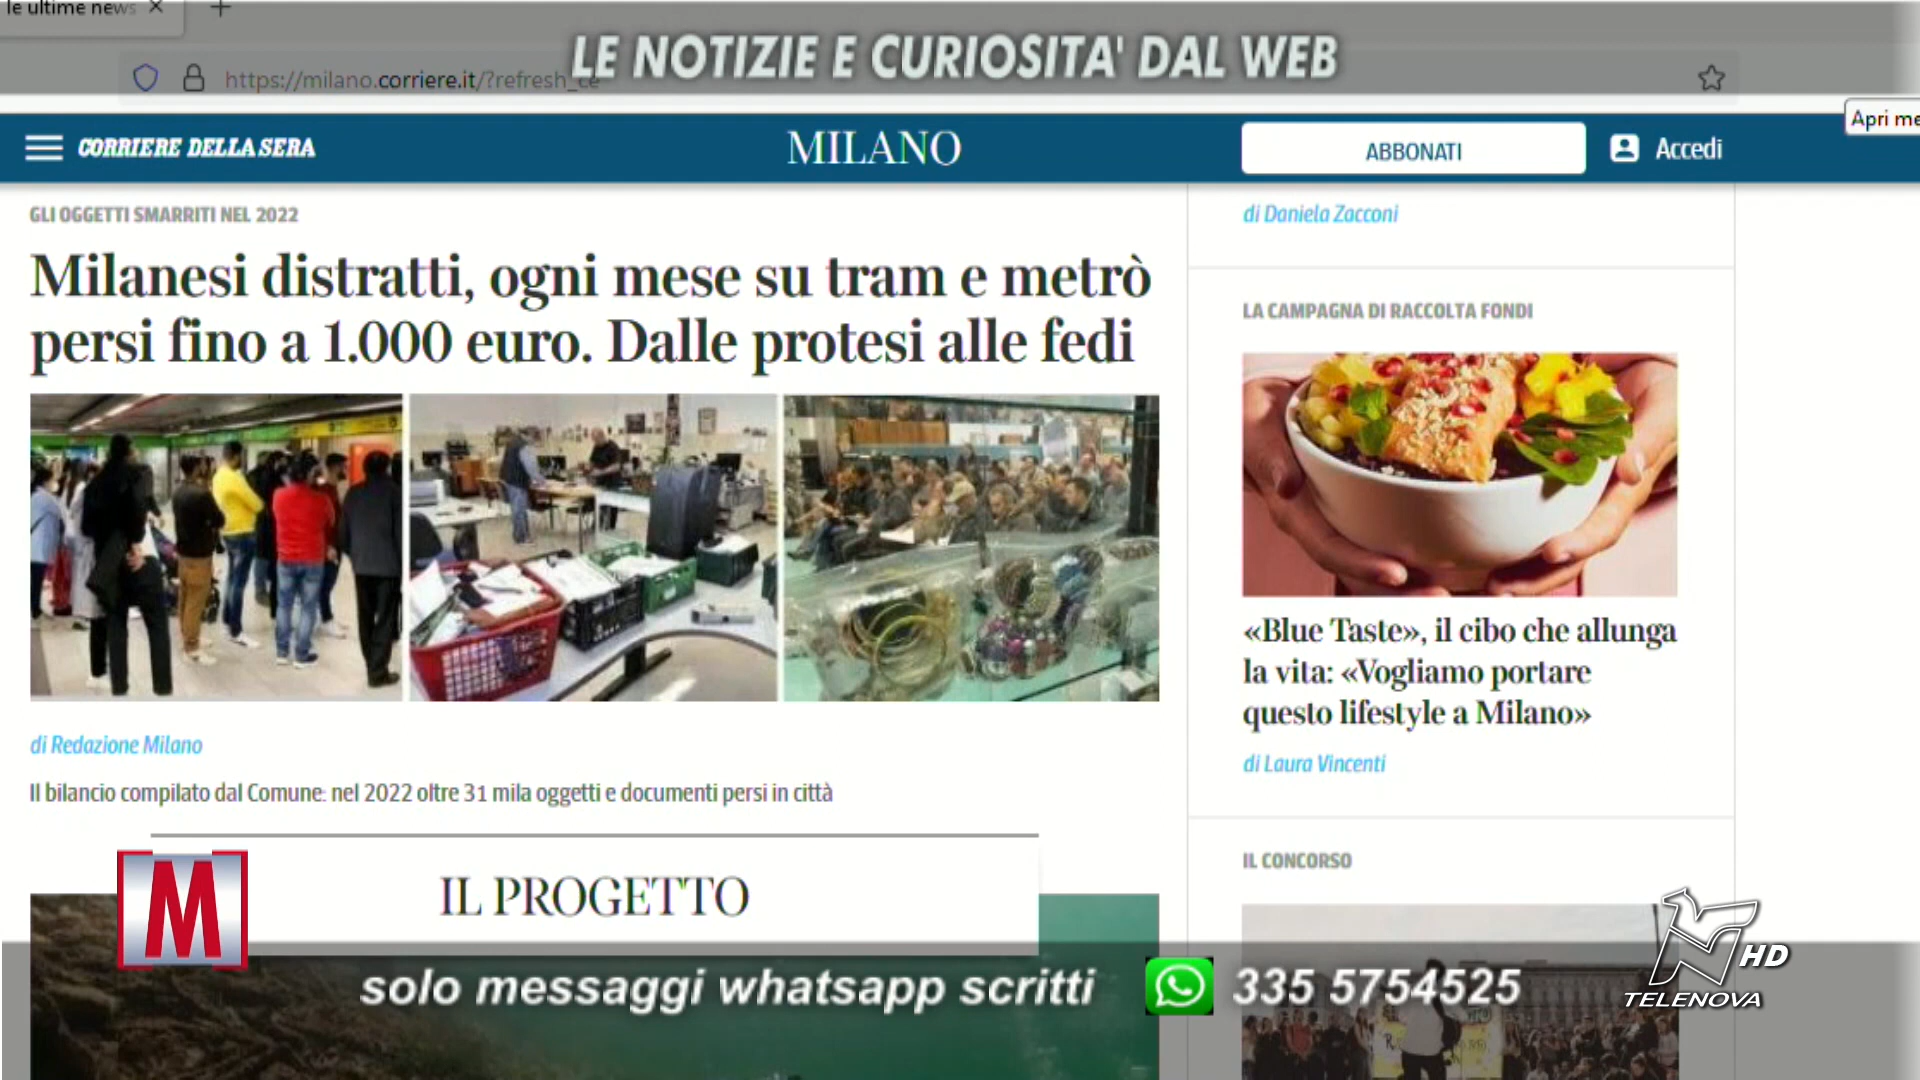 le ultime news
LE NOTIZIE E CURIOSITA' DAL WEB
https://milano.corriere.it/?refresh_ce
Apri me
CORRIERE DELLA SERA
MILANO
ABBONATI
Accedi
GLI OGGETTI SMARRITI NEL 2022
Milanesi distratti, ogni mese su tram e metrò
persi fino a 1.000 euro. Dalle protesi alle fedi
di Redazione Milano
Il bilancio compilato dal Comune: nel 2022 oltre 31 mila oggetti e documenti persi in città
IL PROGETTO
di Daniela Zacconi
LA CAMPAGNA DI RACCOLTA FONDI
«Blue Taste», il cibo che allunga
la vita: «Vogliamo portare
questo lifestyle a Milano»
di Laura Vincenti
IL CONCORSO
M
solo messaggi whatsapp scritti
335 5754525
HD
TELENOVA